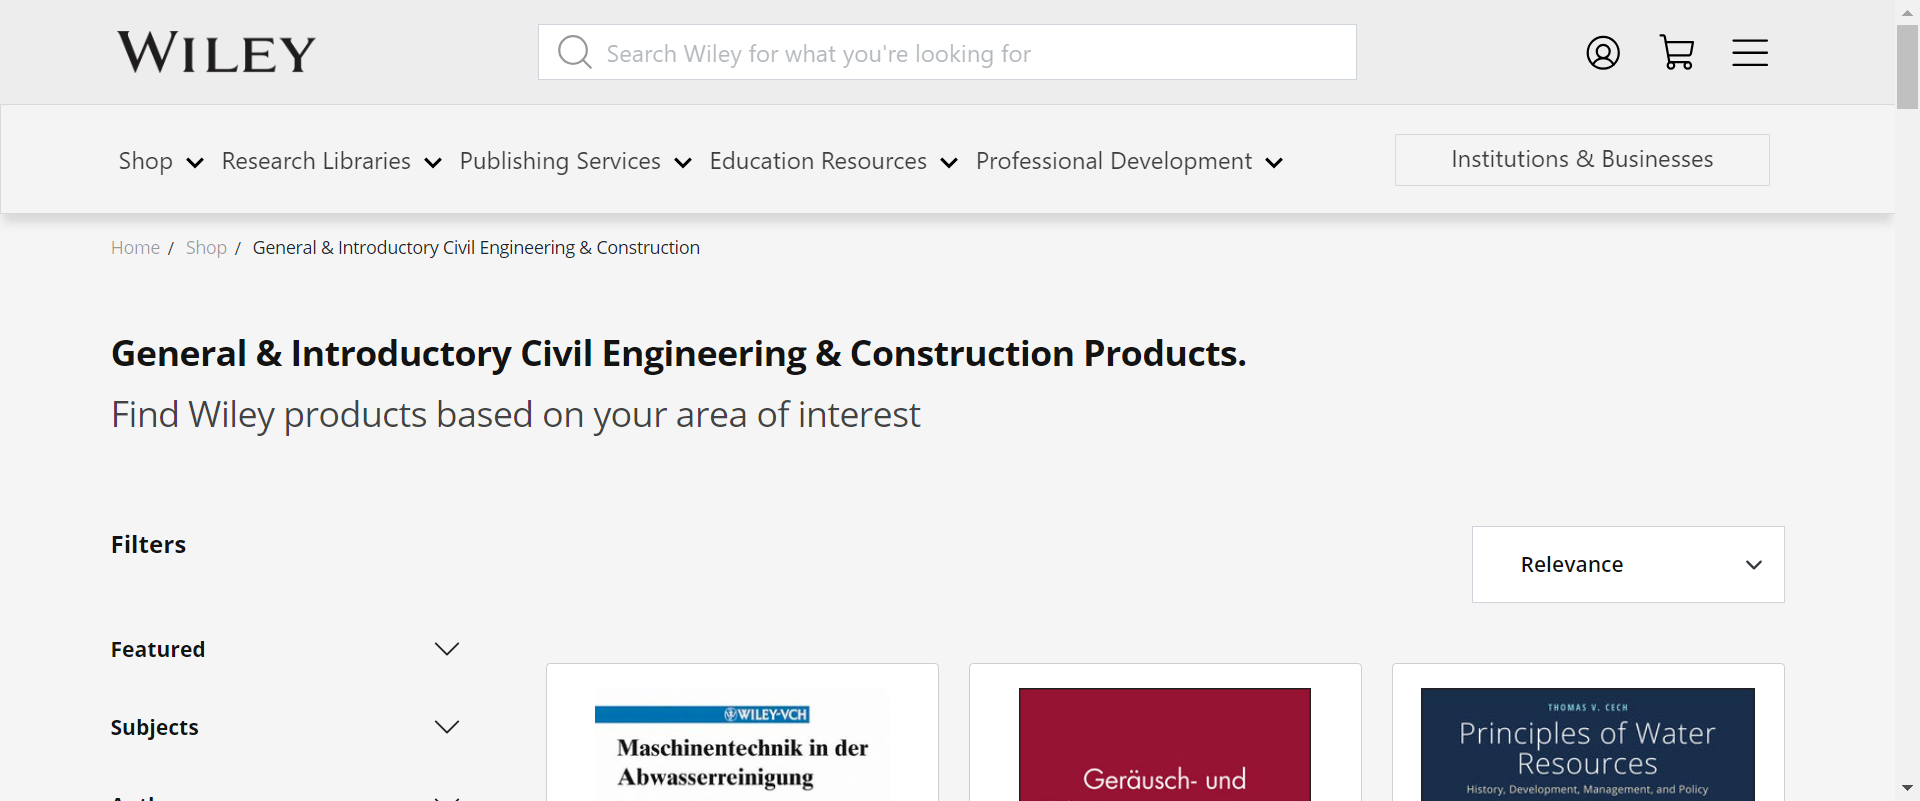 WILEY
Search Wiley for what you're looking for
Shop
Research Libraries
Publishing Services
Education Resources
Professional Development
Institutions & Businesses
Home / Shop / General & Introductory Civil Engineering & Construction
General & Introductory Civil Engineering & Construction Products.
Find Wiley products based on your area of interest
Filters
Relevance
Featured
Subjects
WILEY-VCH
Maschinentechnik in der
Abwasserreinigung
Geräusch- und
THOMAS V. CECH
Principles of Water
Resources
History, Development, Management, and Policy